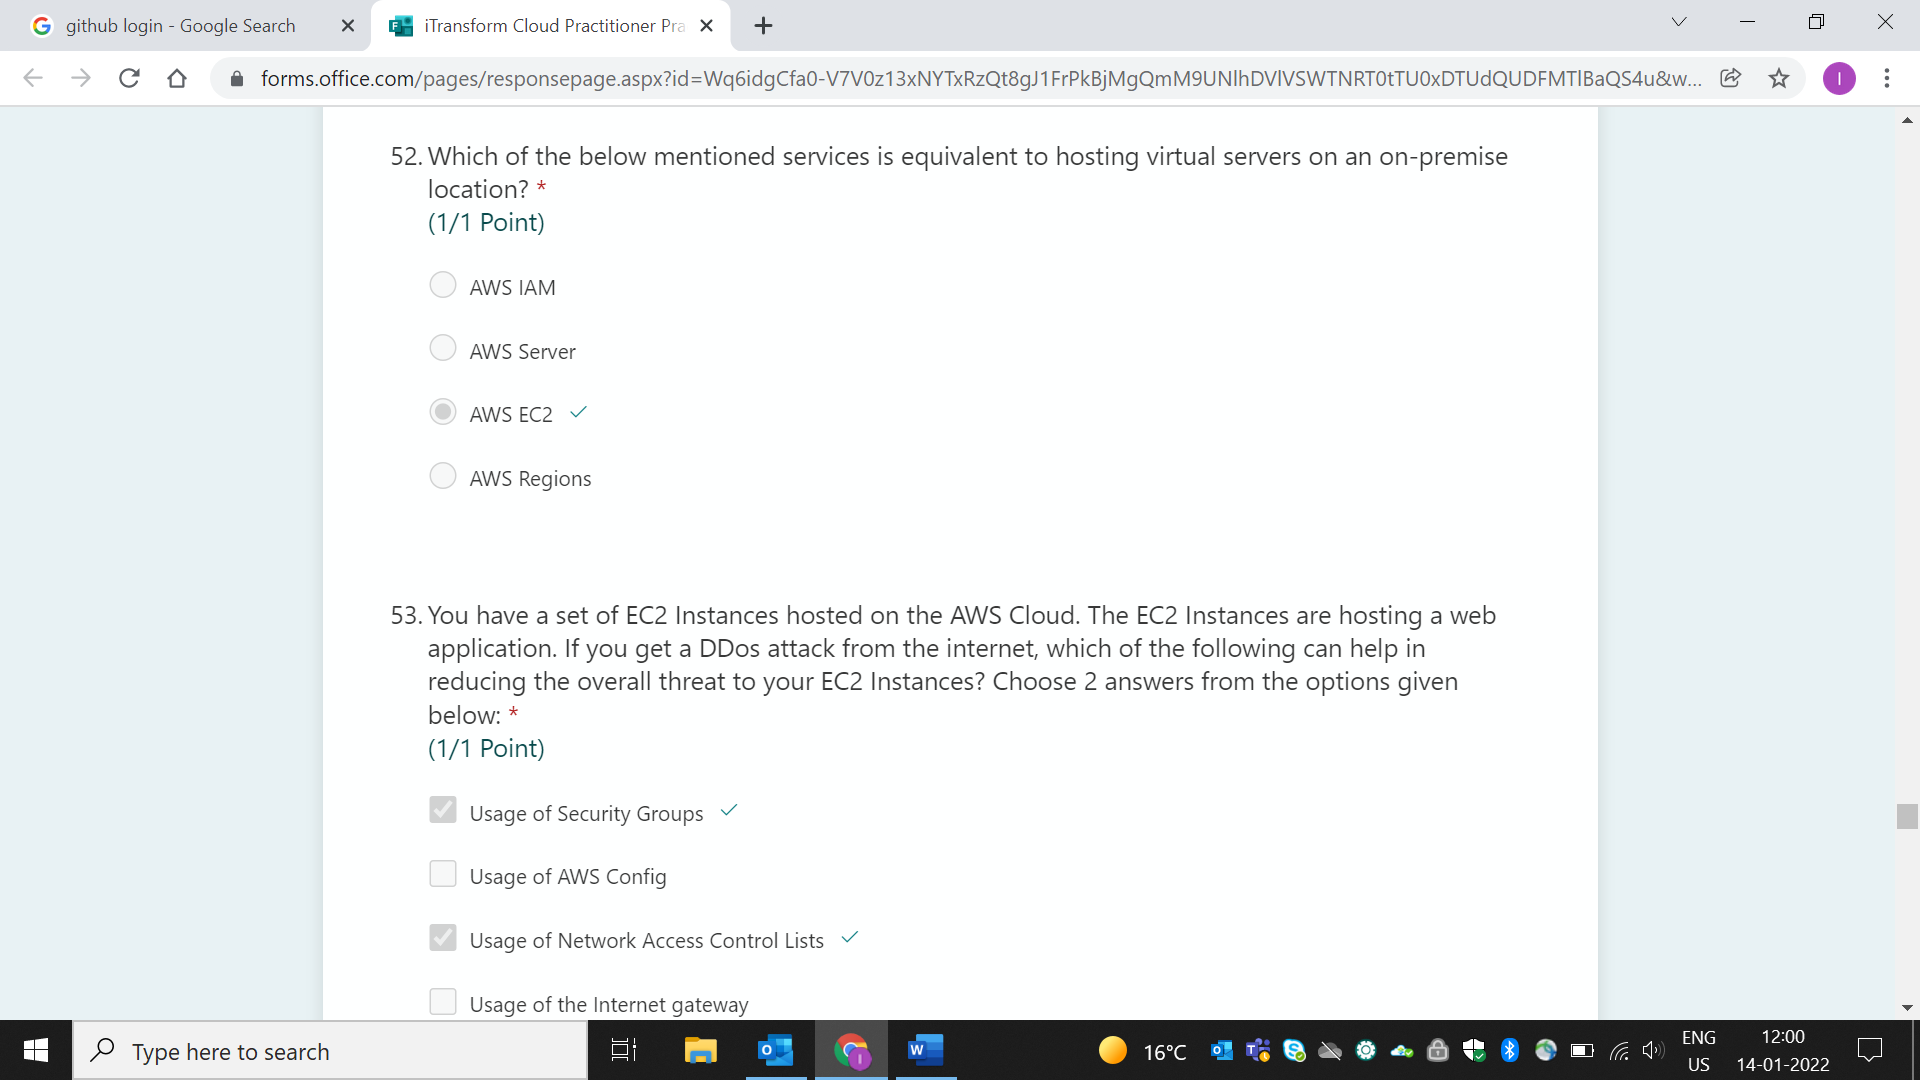 github login - Google Search
iTransform Cloud Practitioner Pra
forms.office.com/pages/responsepage.aspx?id=Wq6idgCfa0-V7V0z13xNYTxRzQt8gJ1FrPkBjMgQmM9UNlhDVlVSWTNRT0tTU0xDTUdQUDFMTlBaQS4u&w...
I
52. Which of the below mentioned services is equivalent to hosting virtual servers on an on-premise
location? *
(1/1 Point)
AWS IAM
AWS Server
AWS EC2
AWS Regions
53. You have a set of EC2 Instances hosted on the AWS Cloud. The EC2 Instances are hosting a web
application. If you get a DDos attack from the internet, which of the following can help in
reducing the overall threat to your EC2 Instances? Choose 2 answers from the options given
below: *
(1/1 Point)
Usage of Security Groups
Usage of AWS Config
Usage of Network Access Control Lists
Usage of the Internet gateway
Type here to search
16°C
ENG
US
12:00
14-01-2022